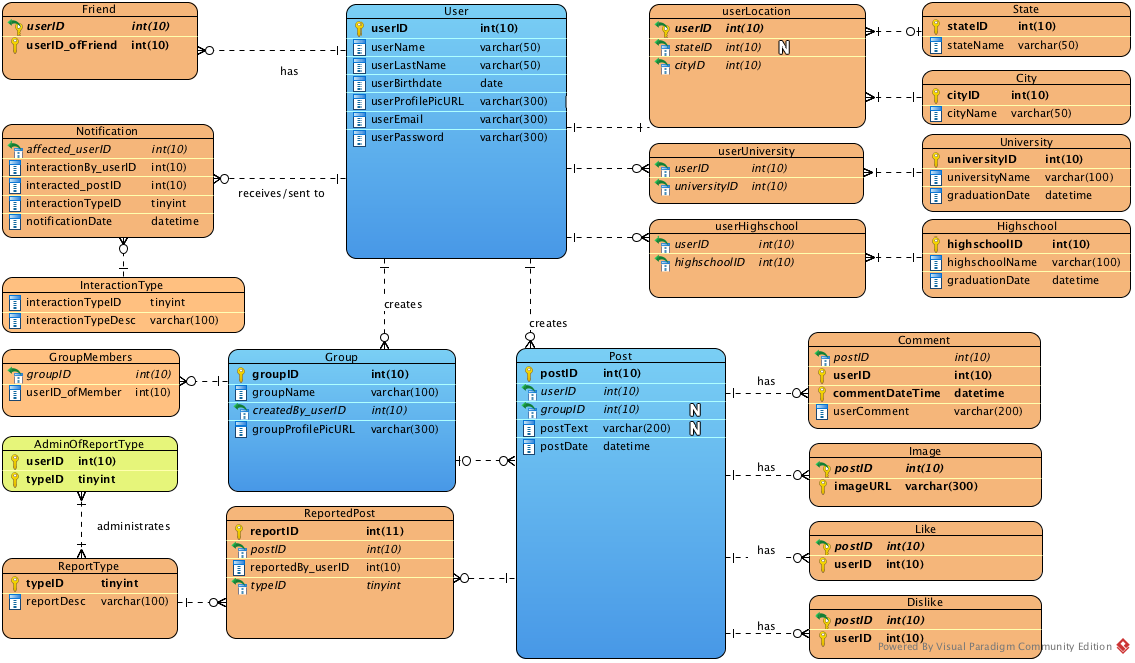 Friend
userID int(10)
userID_ofFriend int(10)
has
User
userID int(10)
userName varchar(50)
userLastName varchar(50)
userBirthdate date
userProfilePicURL varchar(300)
userEmail varchar(300)
userPassword varchar(300)
userLocation
userID int(10)
stateID int(10) N
cityID int(10)
State
stateID int(10)
stateName varchar(50)
City
cityID int(10)
cityName varchar(50)
Notification
affected_userID int(10)
interactionBy_userID int(10)
interacted_postID int(10)
interactionTypeID tinyint
notificationDate datetime
receives/sent to
userUniversity
userID int(10)
universityID int(10)
University
universityID int(10)
universityName varchar(100)
graduationDate datetime
userHighschool
userID int(10)
highschoolID int(10)
Highschool
highschoolID int(10)
highschoolName varchar(100)
graduationDate datetime
InteractionType
interactionTypeID tinyint
interactionTypeDesc varchar(100)
creates
creates
GroupMembers
groupID int(10)
userID_ofMember int(10)
Group
groupID int(10)
groupName varchar(100)
createdBy_userID int(10)
groupProfilePicURL varchar(300)
Post
postID int(10)
userID int(10)
groupID int(10) N
postText varchar(200) N
postDate datetime
has
Comment
postID int(10)
userID int(10)
commentDateTime datetime
userComment varchar(200)
AdminOfReportType
userID int(10)
typeID tinyint
administrates
has
Image
postID int(10)
imageURL varchar(300)
ReportedPost
reportID int(11)
postID int(10)
reportedBy_userID int(10)
typeID tinyint
has
Like
postID int(10)
userID int(10)
ReportType
typeID tinyint
reportDesc varchar(100)
has
Dislike
postID int(10)
userID int(10)
Powered By Visual Paradigm Community Edition